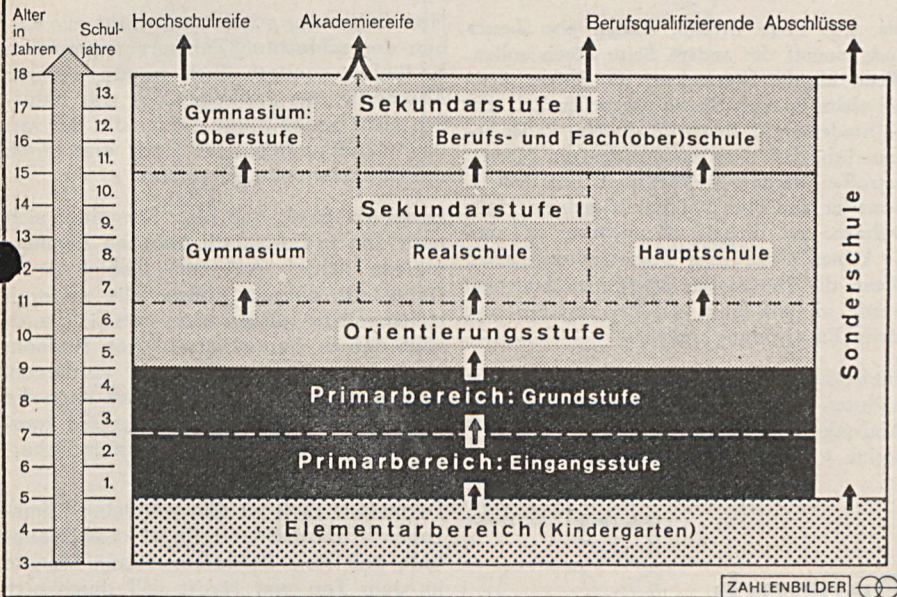 Alter
in
Jahren
Schul-
jahre
Hochschulreife
Akademiereife
Berufsqualifizierende Abschlüsse
18
17
16
15
14
13
12
11
10
9
8
7
6
5
4
3
13.
12.
11.
10.
9.
8.
7.
6.
5.
4.
3.
2.
1.
Sekundarstufe II
Gymnasium:
Oberstufe
Berufs- und Fach(ober)schule
Sekundarstufe I
Gymnasium
Realschule
Hauptschule
Orientierungsstufe
Primarbereich: Grundstufe
Primarbereich: Eingangsstufe
Elementarbereich (Kindergarten)
Sonderschule
ZAHLENBILDER